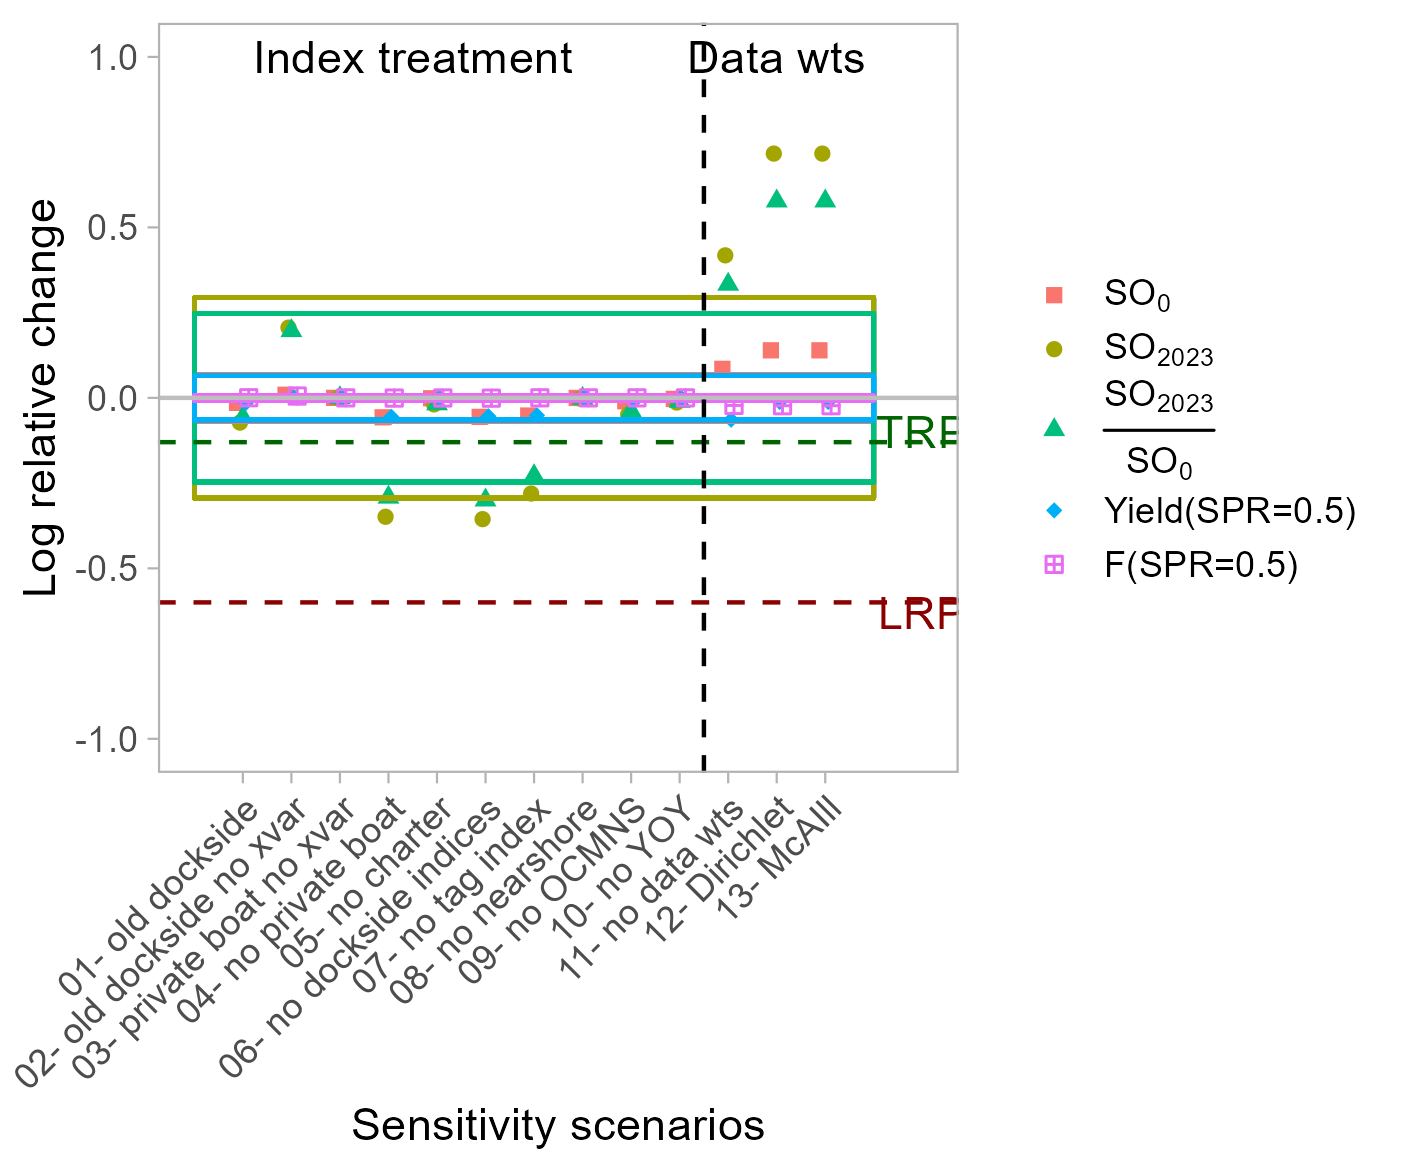 Index treatment
Data wts
1.0
0.5
0.0
-0.5
-1.0
Log relative change
TRP
LRP
SO0
SO2023
SO2023
SO0
Yield(SPR=0.5)
F(SPR=0.5)
01- old dockside
02- old dockside no xvar
03- private boat no xvar
04- no private boat
05- no charter
06- no dockside indices
07- no tag index
08- no nearshore
09- no OCMNS
10- no YOY
11- no data wts
12- Dirichlet
13- McAlll
Sensitivity scenarios